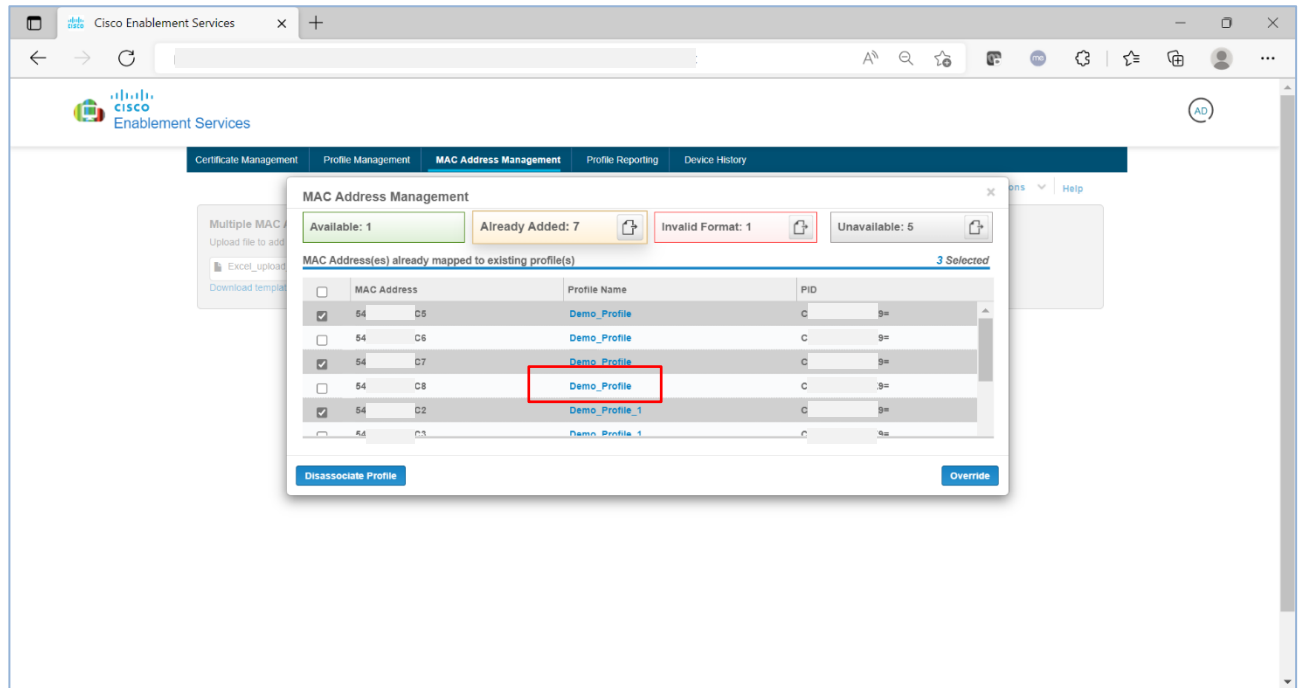 Cisco Enablement Services
CISCO
Enablement Services
AD
Certificate Management Profile Management MAC Address Management Profile Reporting Device History
MAC Address Management
ons Help
Multiple MAC
Upload file to add
Excel_upload
Download templat
Available: 1 Already Added: 7 Invalid Format: 1 Unavailable: 5
MAC Address(es) already mapped to existing profile(s) 3 Selected
MAC Address Profile Name PID
54 C5 Demo_Profile C 9=
54 C6 Demo_Profile C 9=
54 C7 Demo_Profile C 9=
54 C8 Demo_Profile C 9=
54 C2 Demo_Profile_1 C 9=
54 C3 Demo_Profile_1 C 9=
Disassociate Profile Override